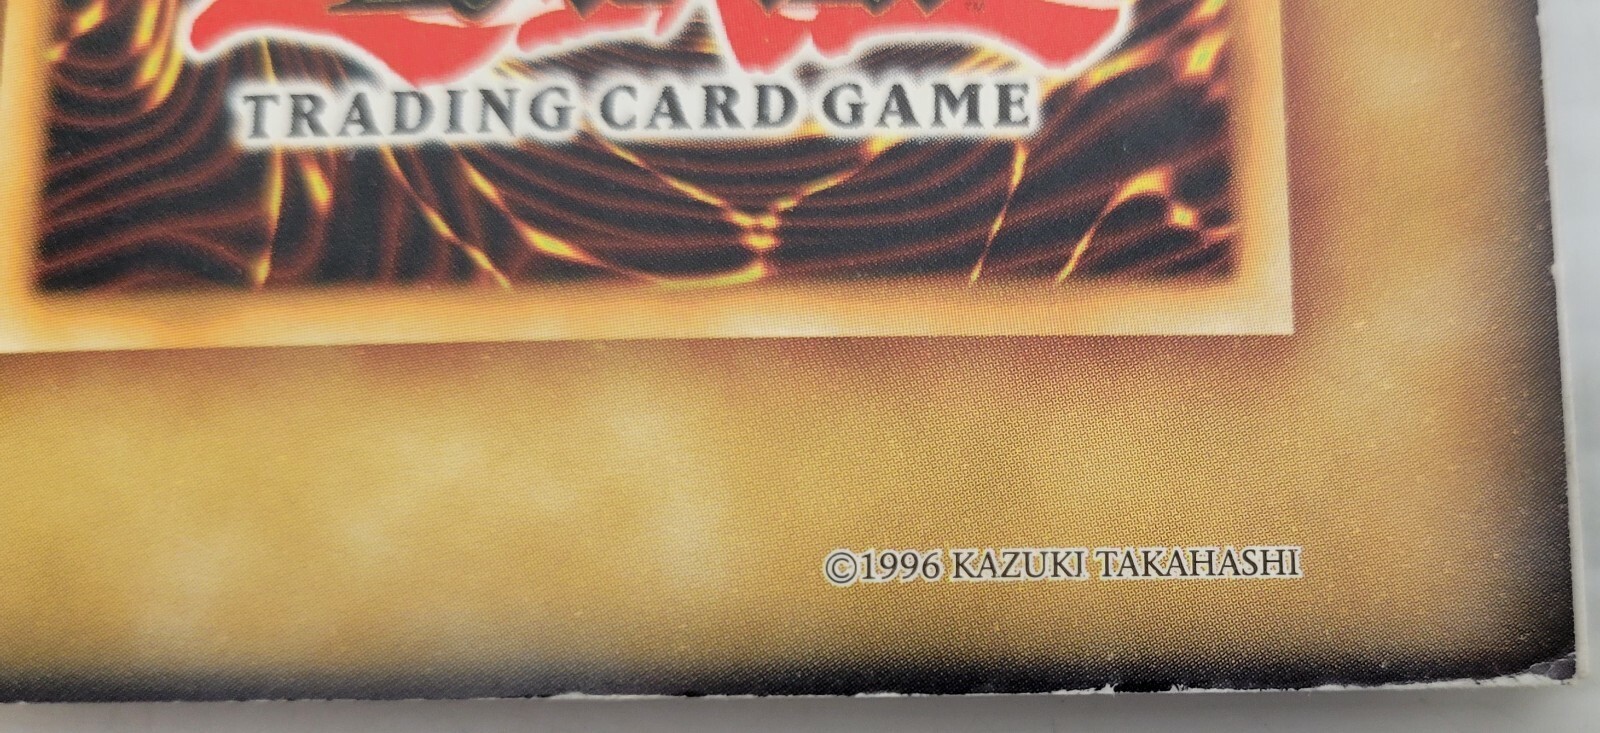 TRADING CARD GAME
©1996 KAZUKI TAKAHASHI